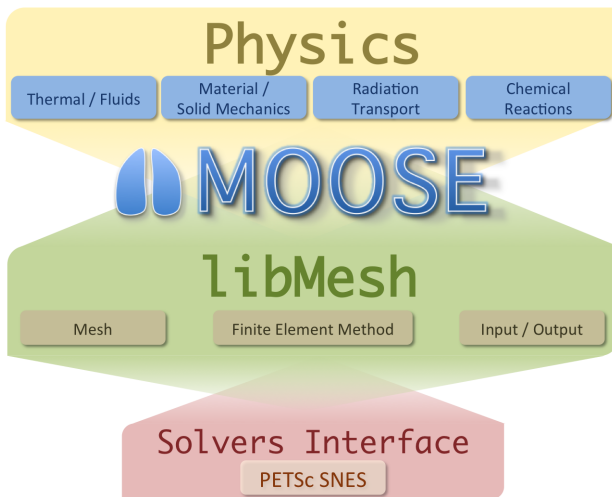 Physics
Thermal / Fluids
Material /
Solid Mechanics
Radiation
Transport
Chemical
Reactions
MOOSE
libMesh
Mesh
Finite Element Method
Input / Output
Solvers Interface
PETSc SNES